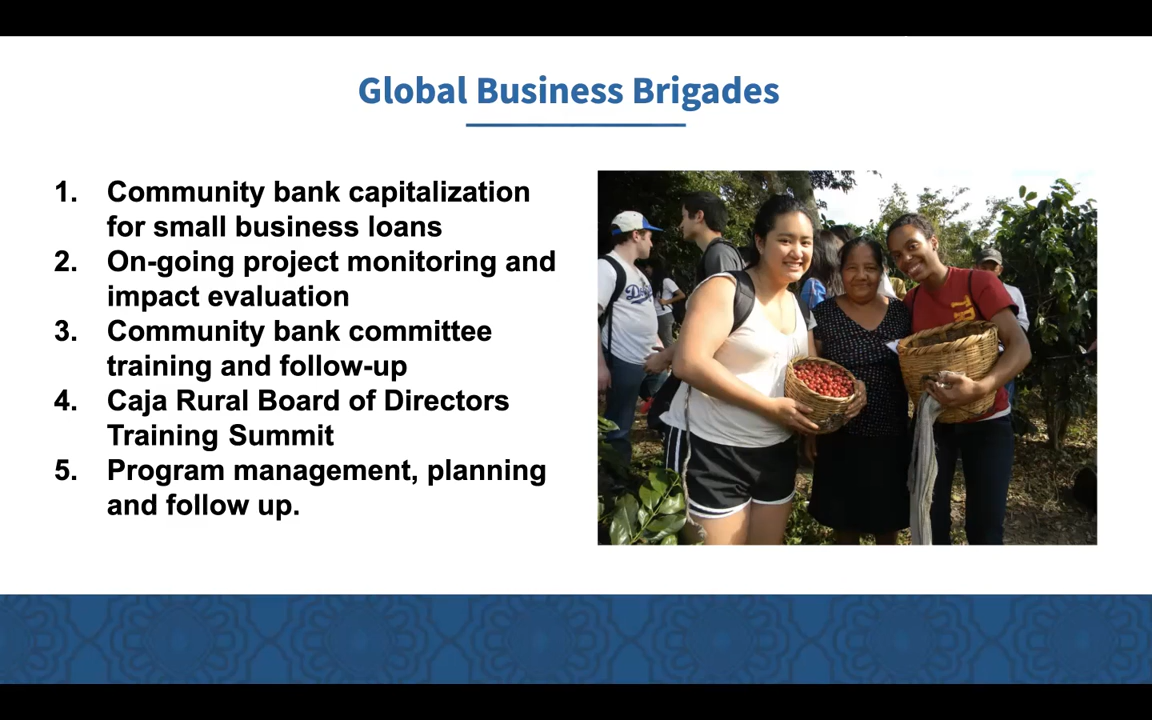 Global Business Brigades
1. Community bank capitalization
for small business loans
2. On-going project monitoring and
impact evaluation
3. Community bank committee
training and follow-up
4. Caja Rural Board of Directors
Training Summit
5. Program management, planning
and follow up.